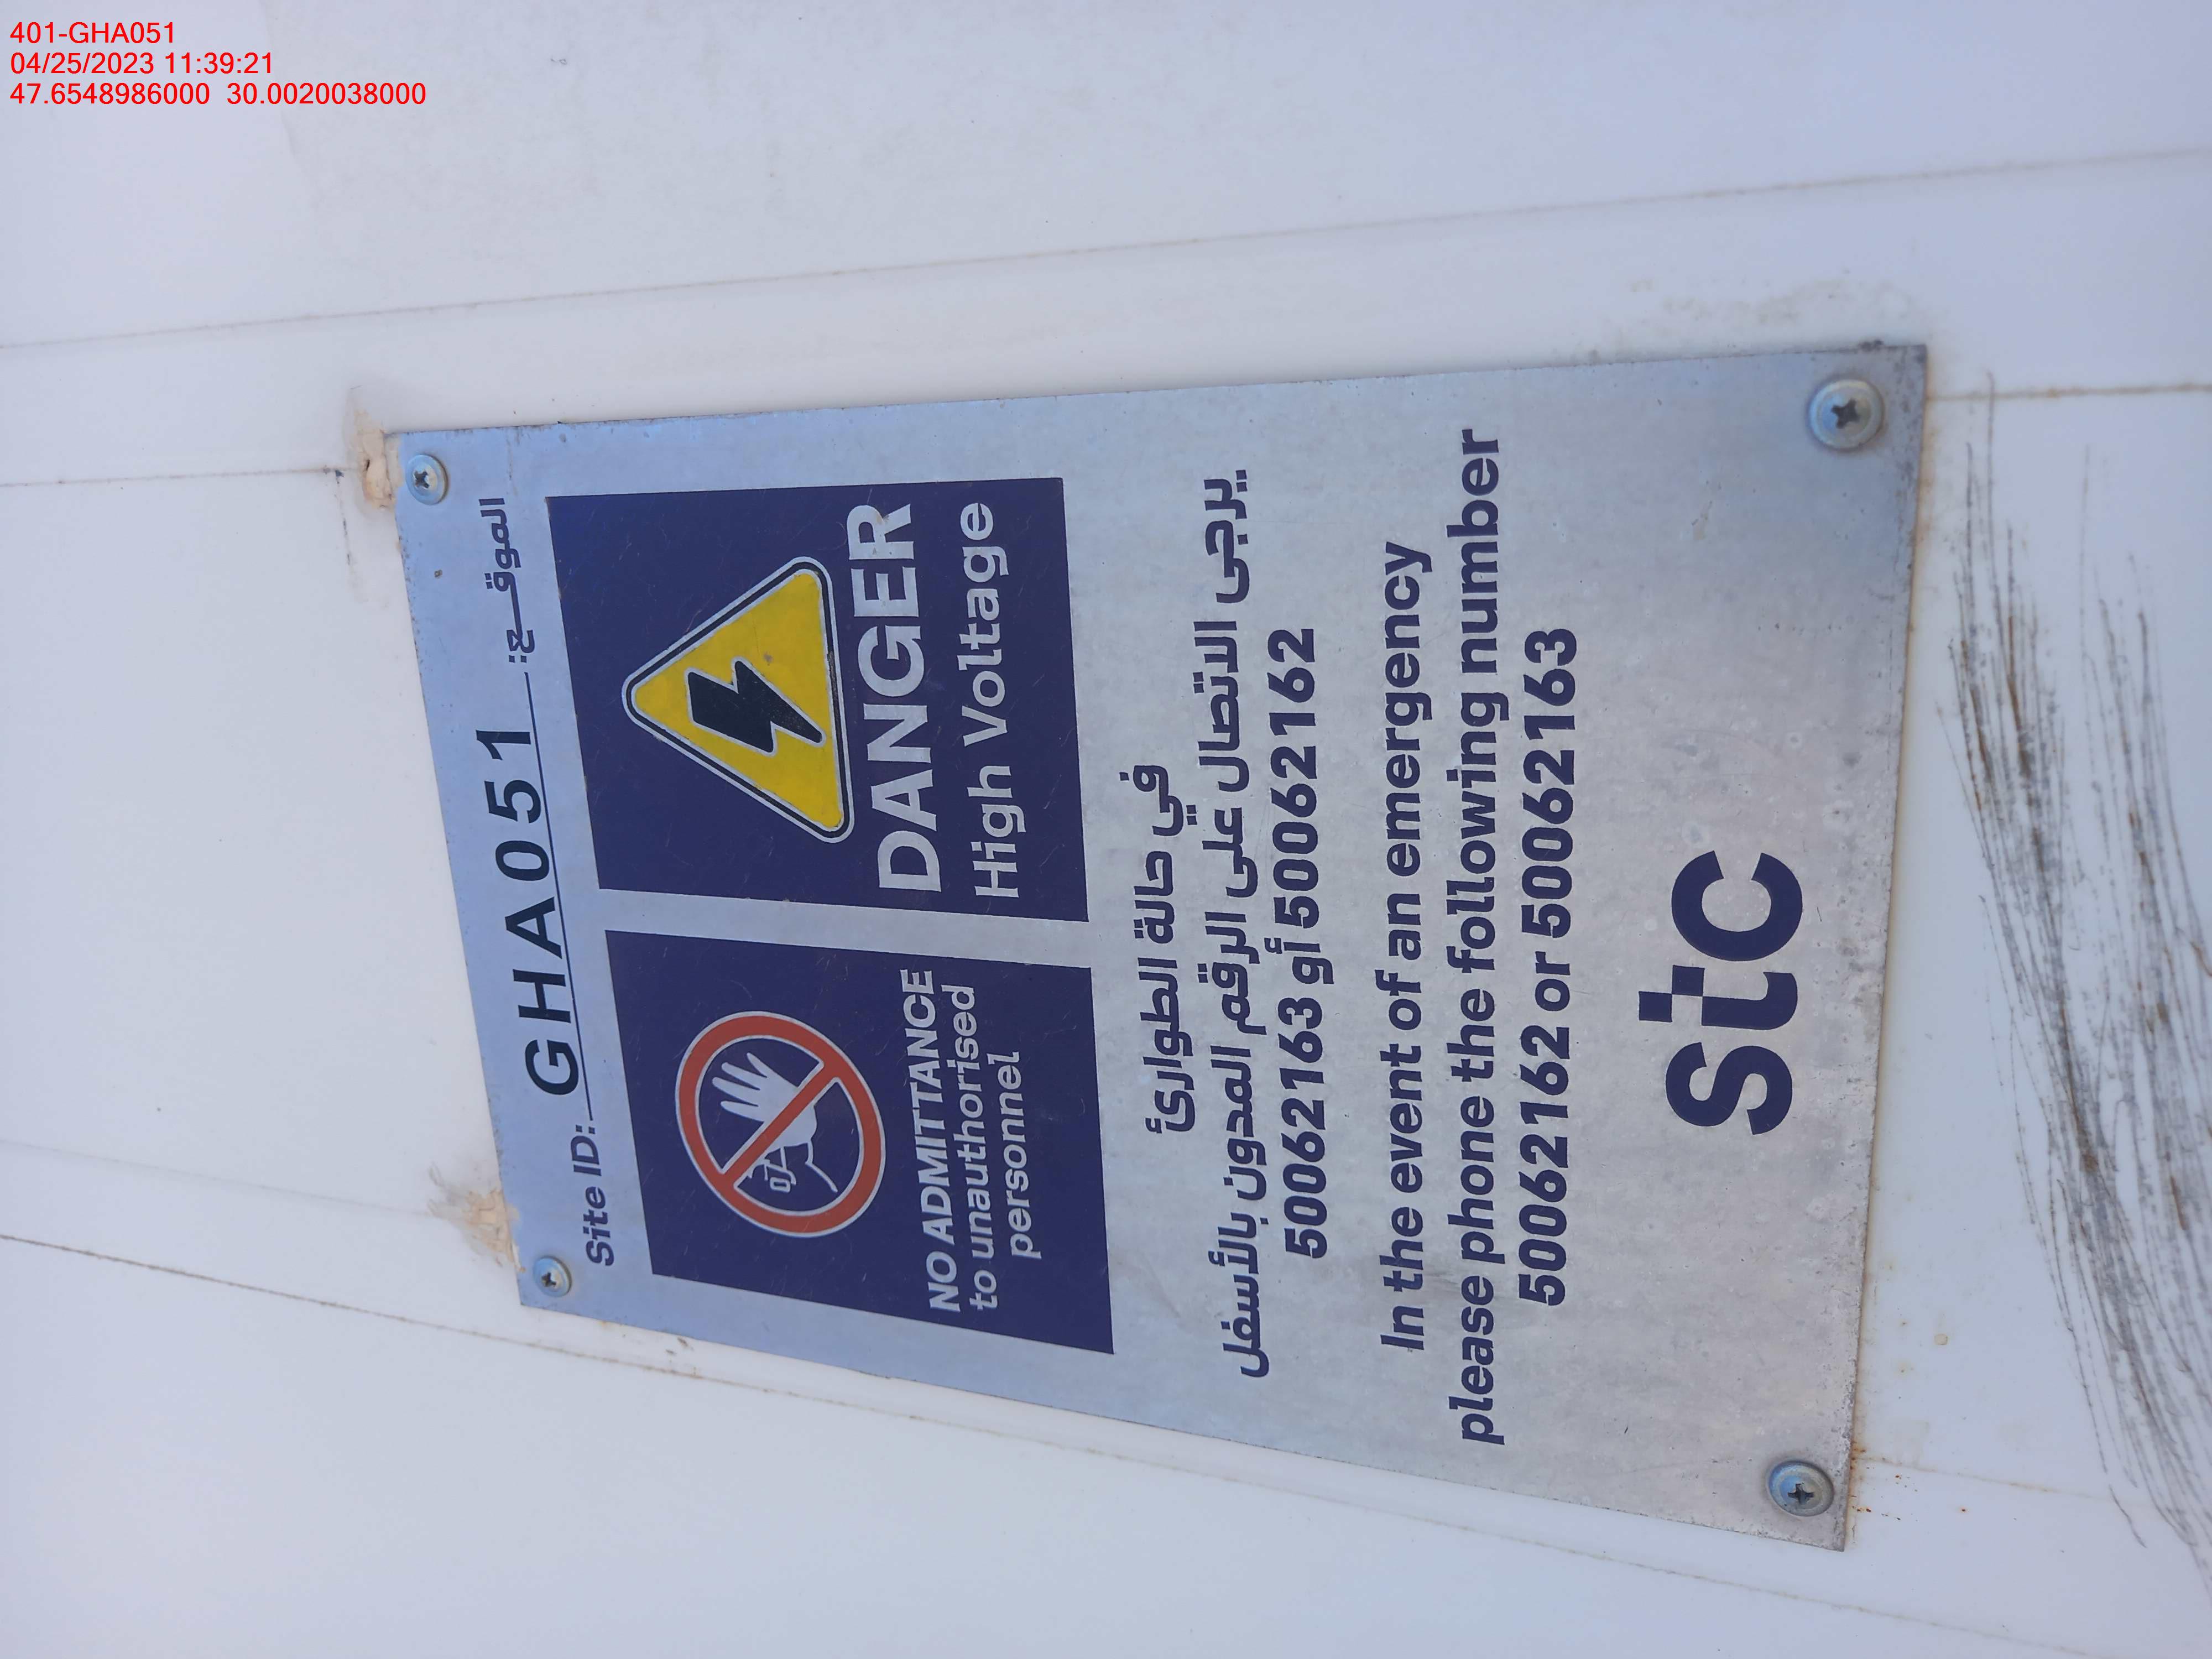 401-GHA051
04/25/2023 11:39:21
47.6548986000 30.0020038000
Site ID: GHA051 الموقـع:
NO ADMITTANCE
to unauthorised
personnel
DANGER
High Voltage
في حالة الطوارئ
يرجى الاتصال على الرقم المدون بالأسفل
50062163 أو 50062162
In the event of an emergency
please phone the following number
50062162 or 50062163
stc